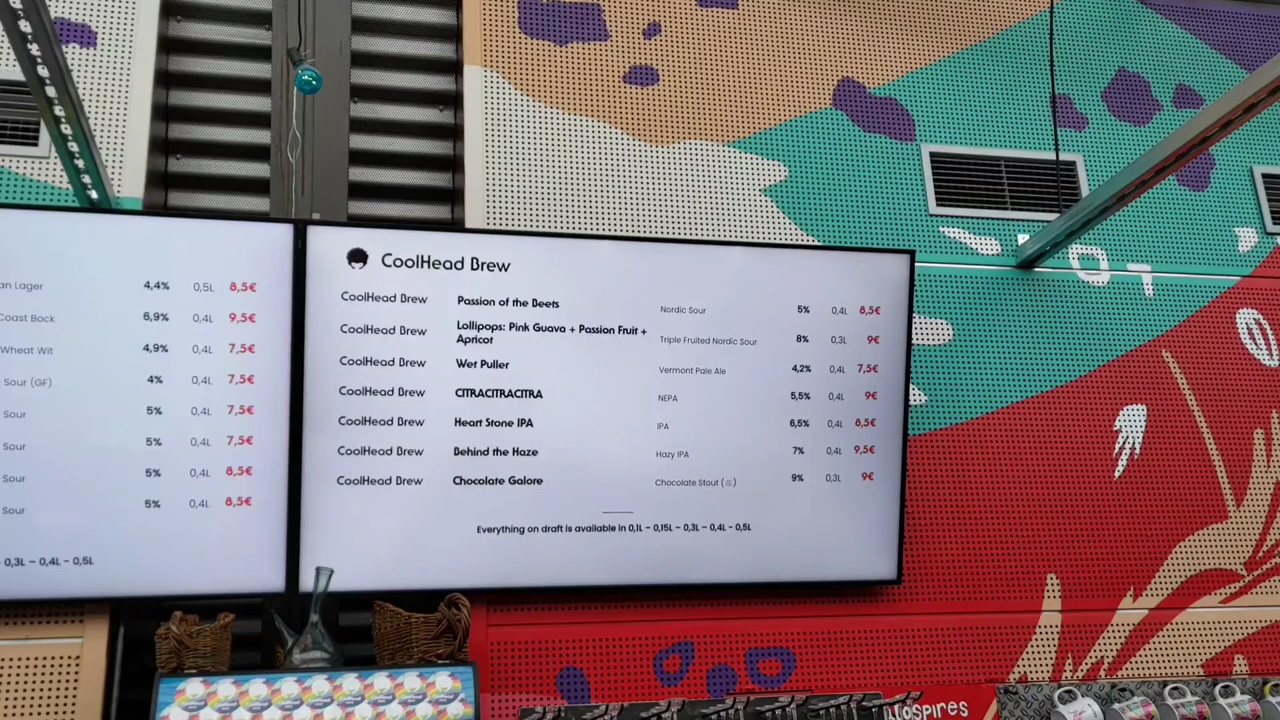 an Lager 4,4% 0,5L 8,5€
Coast Bock 6,9% 0,4L 9,5€
Wheat Wit 4,9% 0,4L 7,5€
Sour (GF) 4% 0,4L 7,5€
Sour 5% 0,4L 7,5€
Sour 5% 0,4L 7,5€
Sour 5% 0,4L 8,5€
Sour 5% 0,4L 8,5€
0,3L – 0,4L – 0,5L
CoolHead Brew
CoolHead Brew Passion of the Beets Nordic Sour 5% 0,4L 8,5€
CoolHead Brew Lollipops: Pink Guava + Passion Fruit +
Apricot Triple Fruited Nordic Sour 8% 0,3L 9€
CoolHead Brew Wet Puller Vermont Pale Ale 4,2% 0,4L 7,5€
CoolHead Brew CITRACITRACITRA NEPA 5,5% 0,4L 9€
CoolHead Brew Heart Stone IPA IPA 6,5% 0,4L 8,5€
CoolHead Brew Behind the Haze Hazy IPA 7% 0,4L 9,5€
CoolHead Brew Chocolate Galore Chocolate Stout 9% 0,3L 9€
Everything on draft is available in 0,1L – 0,15L – 0,3L – 0,4L – 0,5L